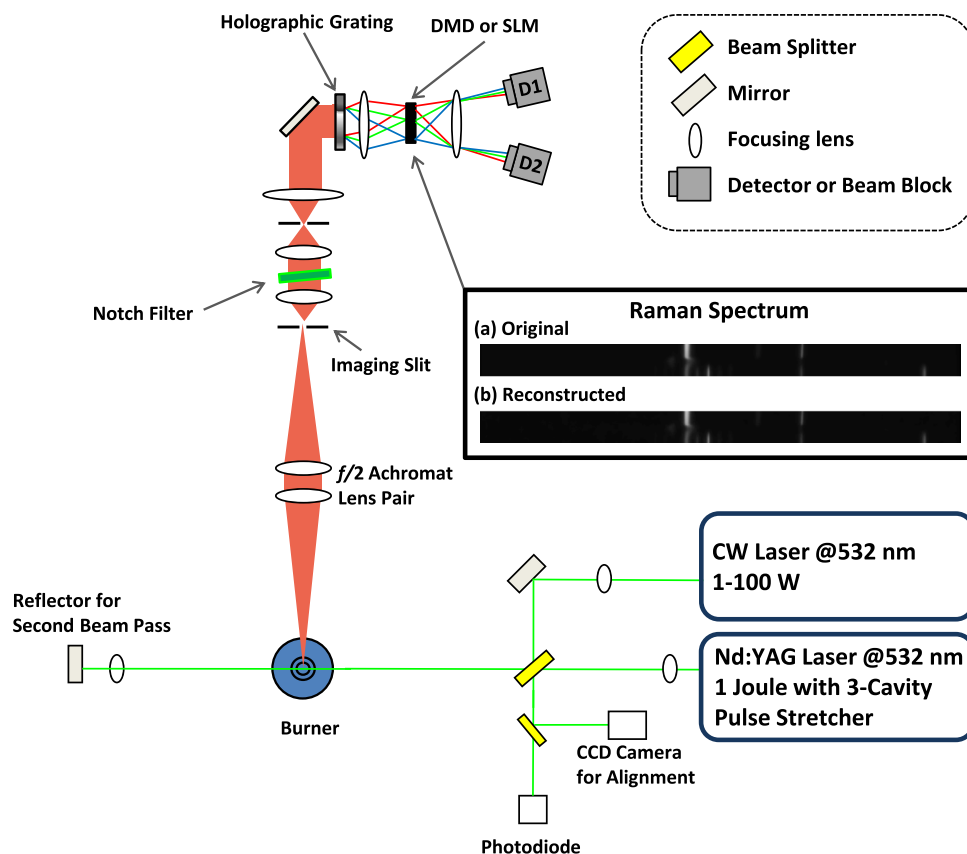 Holographic Grating
DMD or SLM
D1
D2
Beam Splitter
Mirror
Focusing lens
Detector or Beam Block
Notch Filter
Imaging Slit
Raman Spectrum
(a) Original
(b) Reconstructed
f/2 Achromat
Lens Pair
CW Laser @532 nm
1-100 W
Reflector for
Second Beam Pass
Nd:YAG Laser @532 nm
1 Joule with 3-Cavity
Pulse Stretcher
Burner
CCD Camera
for Alignment
Photodiode